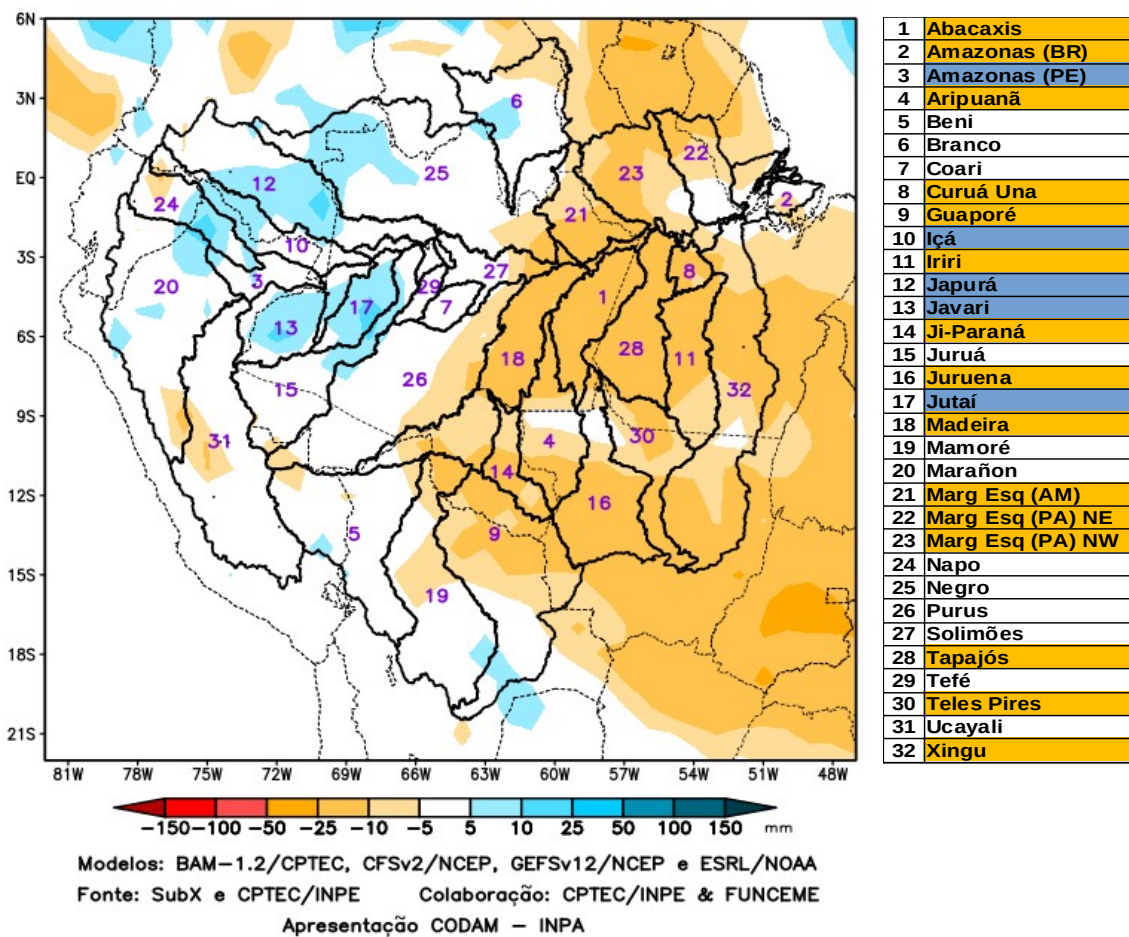 6N
3N
EQ
3S
6S
9S
12S
15S
18S
21S
81W 78W 75W 72W 69W 66W 63W 60W 57W 54W 51W 48W
6
25
12
22
23
24
2
21
10
27
3
8
20
29
1
7
17
13
28
18
11
26
15
32
30
4
31
14
16
5
9
19
1 Abacaxis
2 Amazonas (BR)
3 Amazonas (PE)
4 Aripuanã
5 Beni
6 Branco
7 Coari
8 Curuá Una
9 Guaporé
10 Içá
11 Iriri
12 Japurá
13 Javari
14 Ji-Paraná
15 Juruá
16 Juruena
17 Jutaí
18 Madeira
19 Mamoré
20 Marañon
21 Marg Esq (AM)
22 Marg Esq (PA) NE
23 Marg Esq (PA) NW
24 Napo
25 Negro
26 Purus
27 Solimões
28 Tapajós
29 Tefé
30 Teles Pires
31 Ucayali
32 Xingu
-150 -100 -50 -25 -10 -5 5 10 25 50 100 150 mm
Modelos: BAM-1.2/CPTEC, CFSv2/NCEP, GEFSv12/NCEP e ESRL/NOAA
Fonte: SubX e CPTEC/INPE Colaboração: CPTEC/INPE & FUNCEME
Apresentação CODAM - INPA